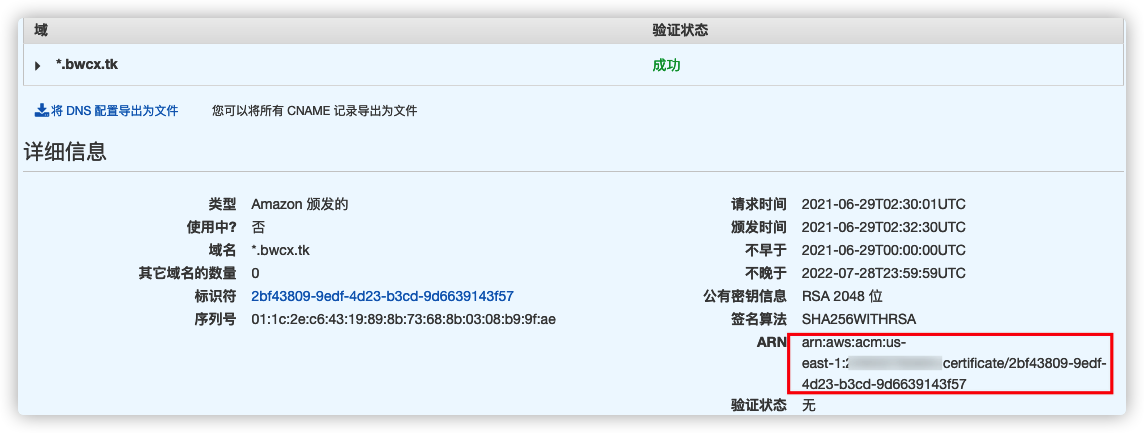 域 验证状态
*.bwcx.tk 成功
将 DNS 配置导出为文件 您可以将所有 CNAME 记录导出为文件
详细信息
类型 Amazon 颁发的
使用中? 否
域名 *.bwcx.tk
其它域名的数量 0
标识符 2bf43809-9edf-4d23-b3cd-9d6639143f57
序列号 01:1c:2e:c6:43:19:89:8b:73:68:8b:03:08:b9:9f:ae
请求时间 2021-06-29T02:30:01UTC
颁发时间 2021-06-29T02:32:30UTC
不早于 2021-06-29T00:00:00UTC
不晚于 2022-07-28T23:59:59UTC
公有密钥信息 RSA 2048 位
签名算法 SHA256WITHRSA
ARN arn:aws:acm:us-
east-1: certificate/2bf43809-9edf-
4d23-b3cd-9d6639143f57
验证状态 无